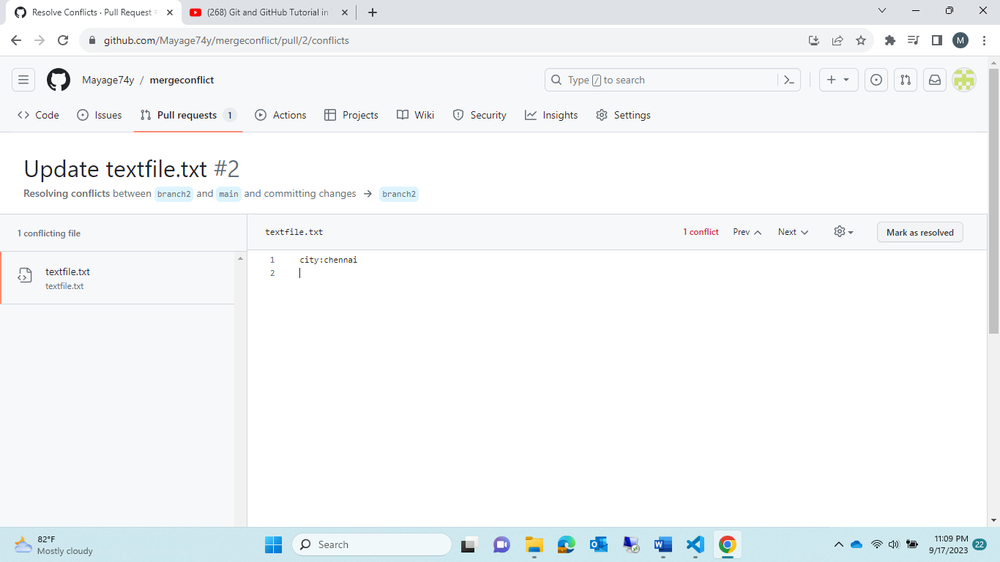 Resolve Conflicts · Pull Request
(268) Git and GitHub Tutorial in
github.com/Mayage74y/mergeconflict/pull/2/conflicts
M
Mayage74y / mergeconflict
Type / to search
Code
Issues
Pull requests 1
Actions
Projects
Wiki
Security
Insights
Settings
Update textfile.txt #2
Resolving conflicts between branch2 and main and committing changes → branch2
1 conflicting file
textfile.txt
textfile.txt
textfile.txt
1 conflict
Prev
Next
Mark as resolved
1 city:chennai
2
82°F
Mostly cloudy
Search
11:09 PM
9/17/2023
22